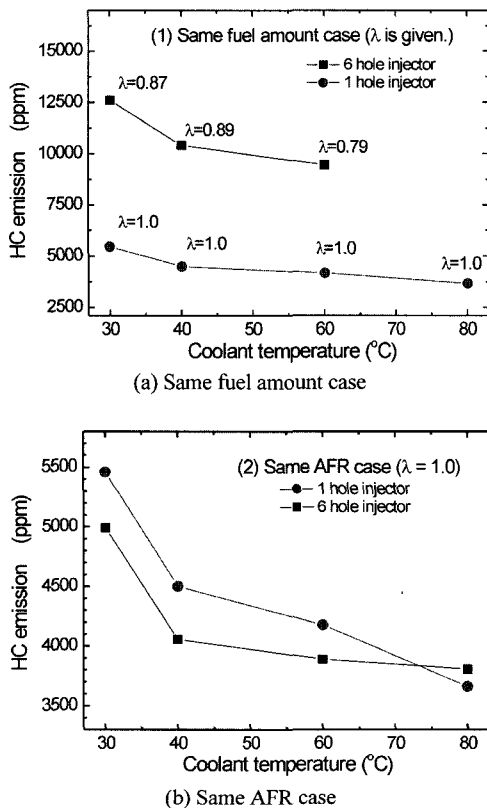 (1) Same fuel amount case (λ is given.)
6 hole injector
1 hole injector
λ=0.87
λ=0.89
λ=0.79
λ=1.0
λ=1.0
λ=1.0
λ=1.0
HC emission (ppm)
15000
12500
10000
7500
5000
2500
30 40 50 60 70 80
Coolant temperature (°C)
(a) Same fuel amount case
(2) Same AFR case (λ = 1.0)
1 hole injector
6 hole injector
HC emission (ppm)
5500
5000
4500
4000
3500
30 40 50 60 70 80
Coolant temperature (°C)
(b) Same AFR case